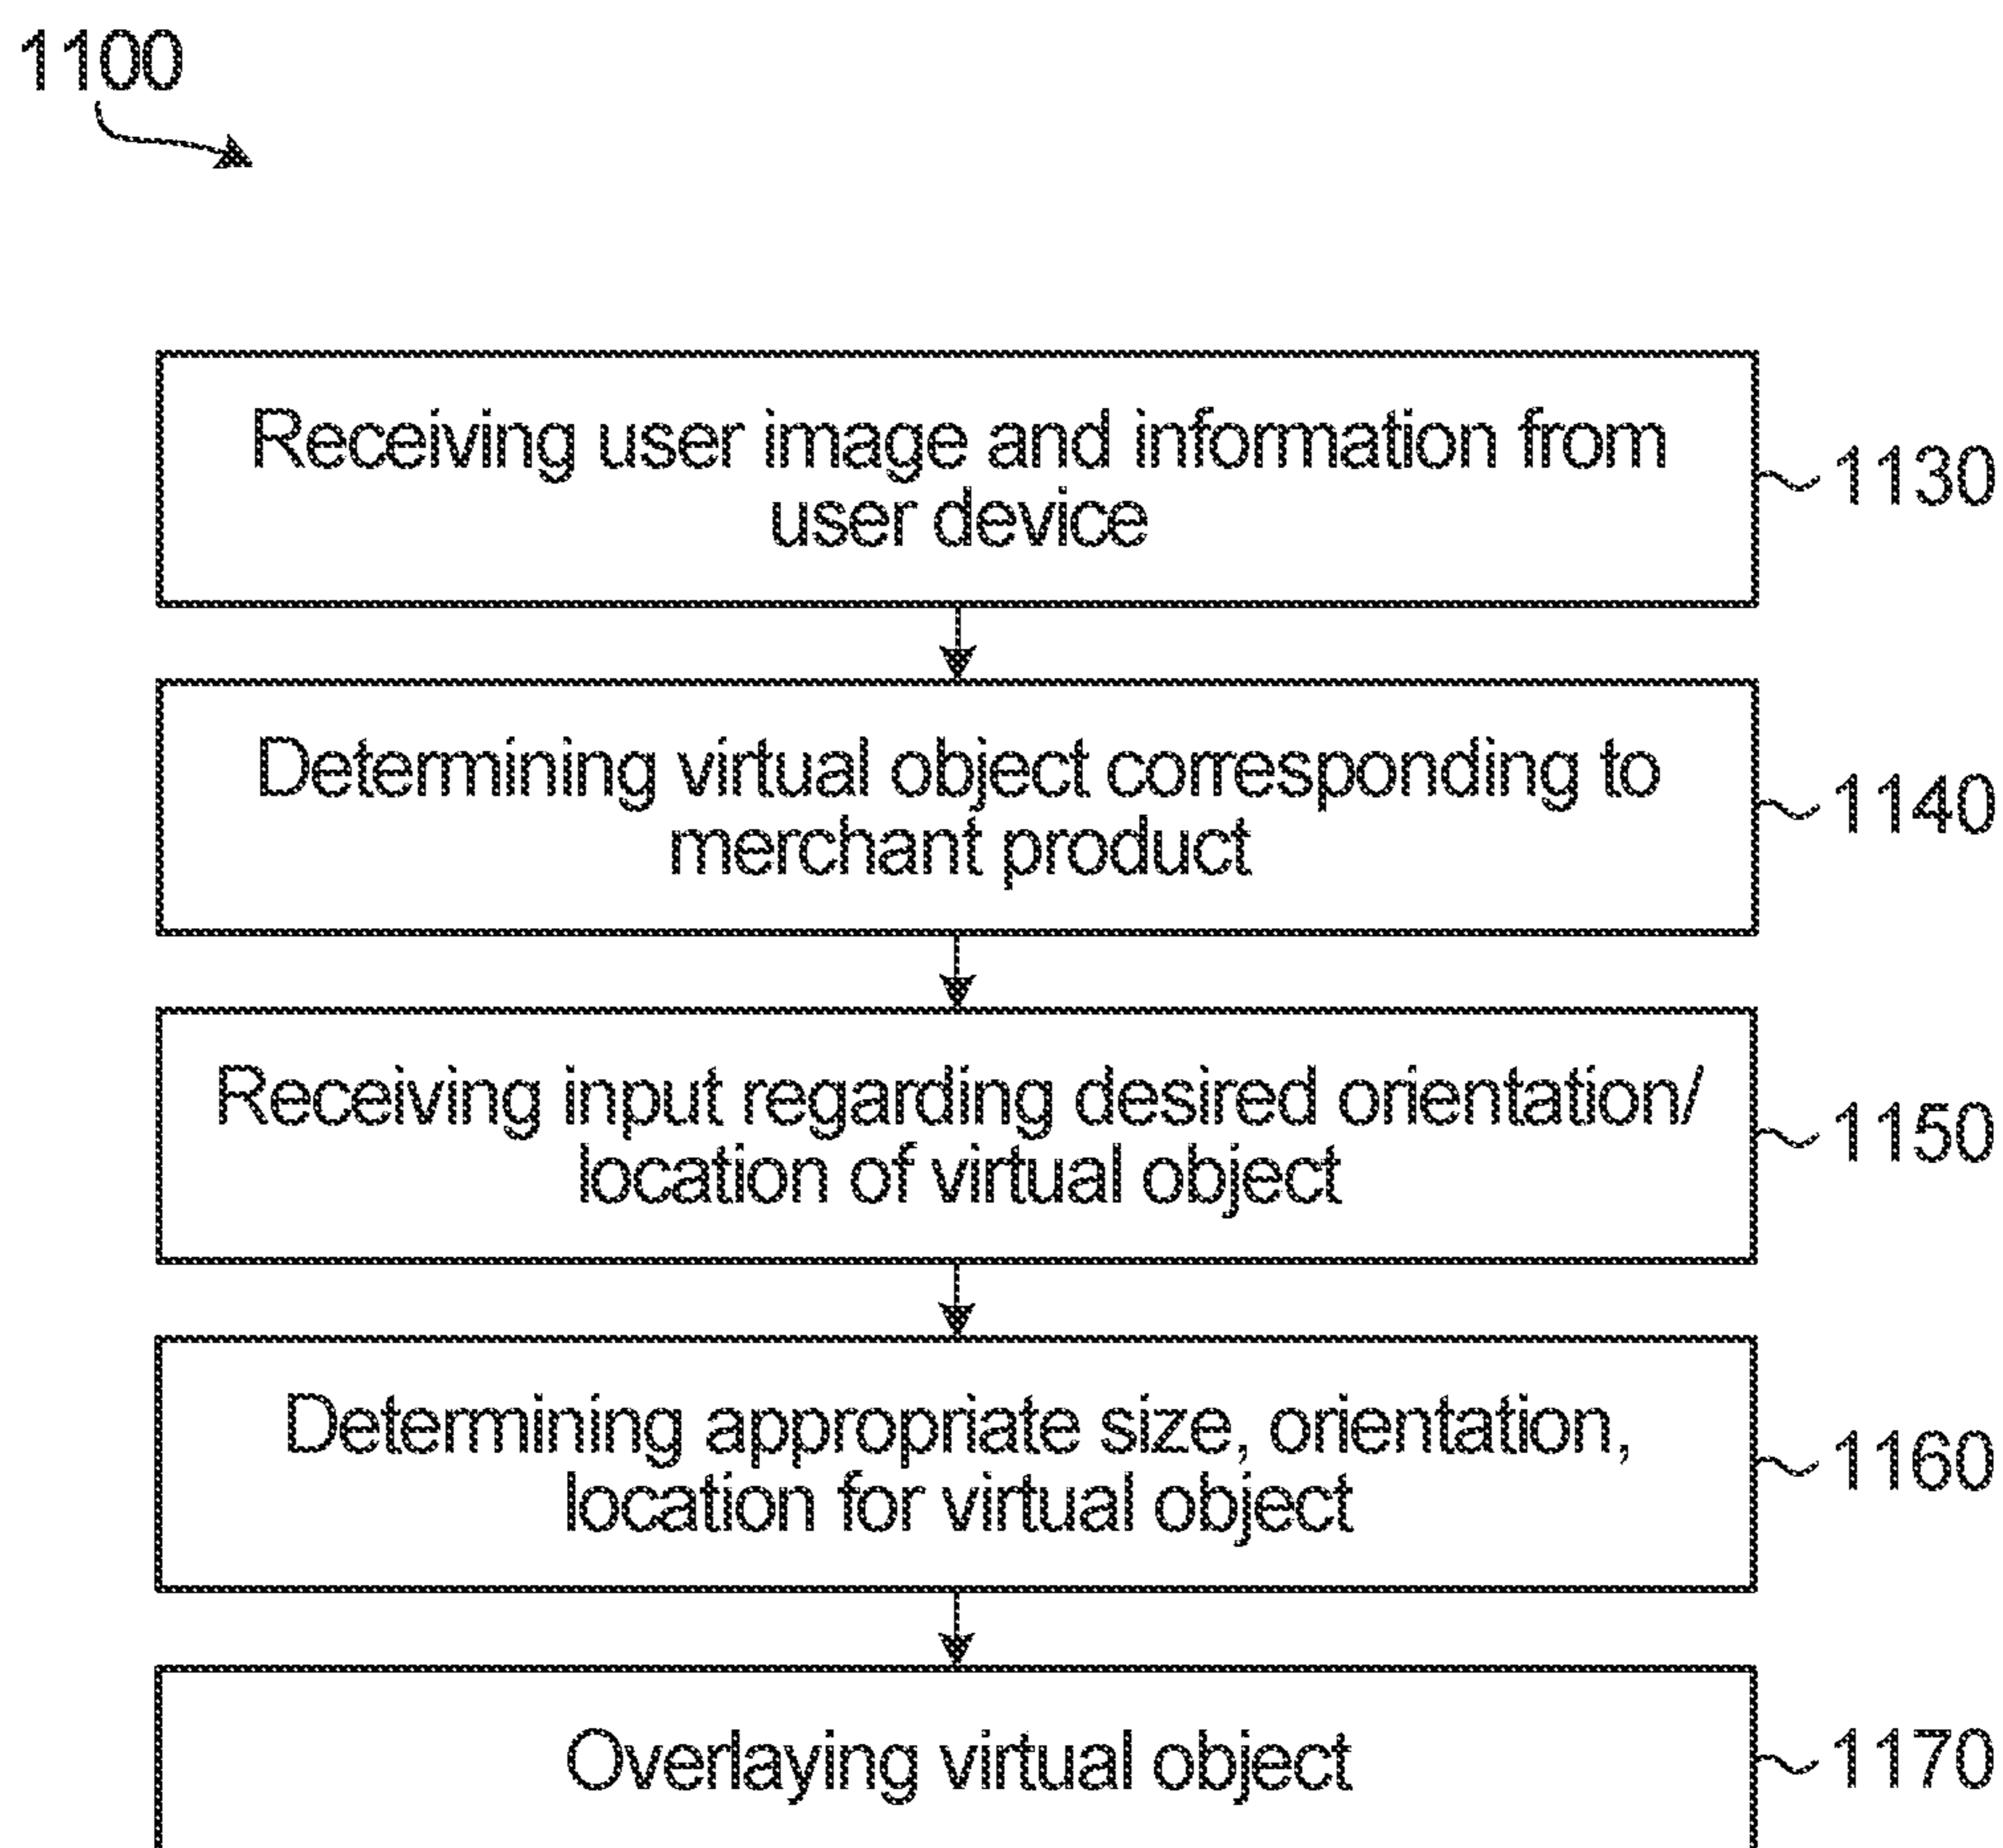 1100
Receiving user image and information from
user device
1130
Determining virtual object corresponding to
merchant product
1140
Receiving input regarding desired orientation/
location of virtual object
1150
Determining appropriate size, orientation,
location for virtual object
1160
Overlaying virtual object
1170